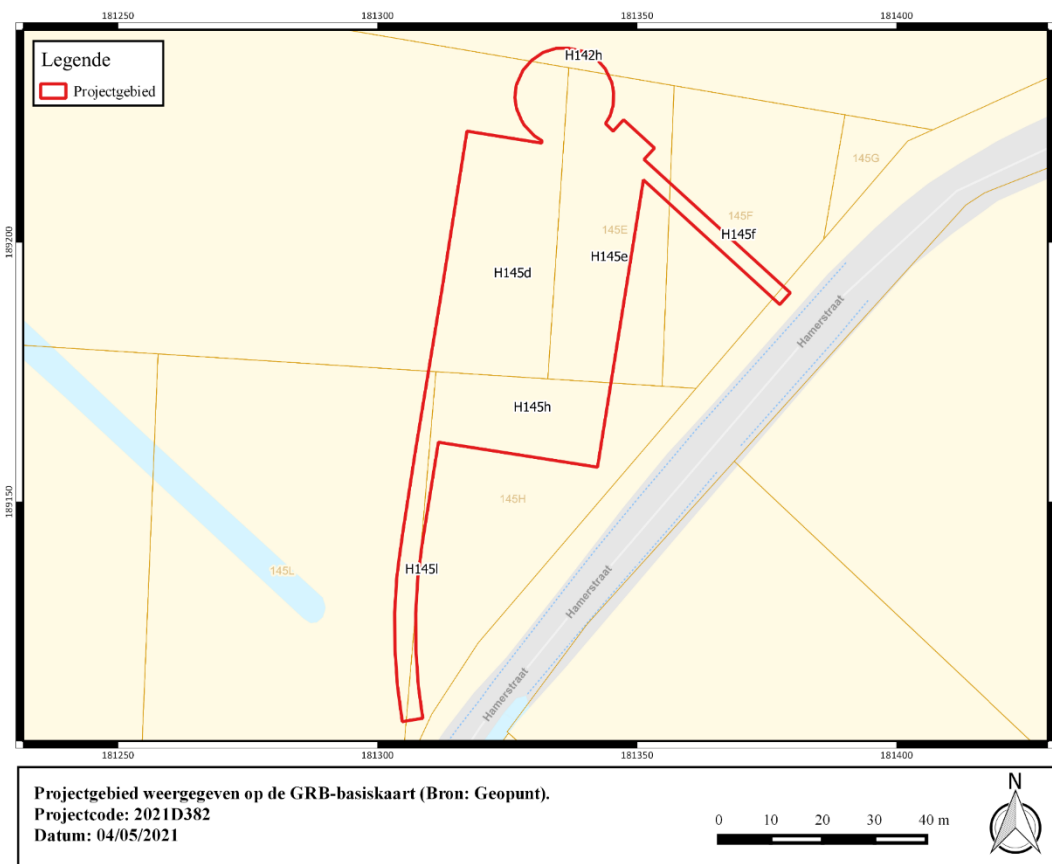 181250 181300 181350 181400
Legende
Projectgebied
H142h
145G
145F
H145f
145E
H145e
H145d
189200
Hamerstraat
H145h
145H
189150
145L
H145l
Hamerstraat
Hamerstraat
181250 181300 181350 181400
Projectgebied weergegeven op de GRB-basiskaart (Bron: Geopunt).
Projectcode: 2021D382
Datum: 04/05/2021
0 10 20 30 40 m
N